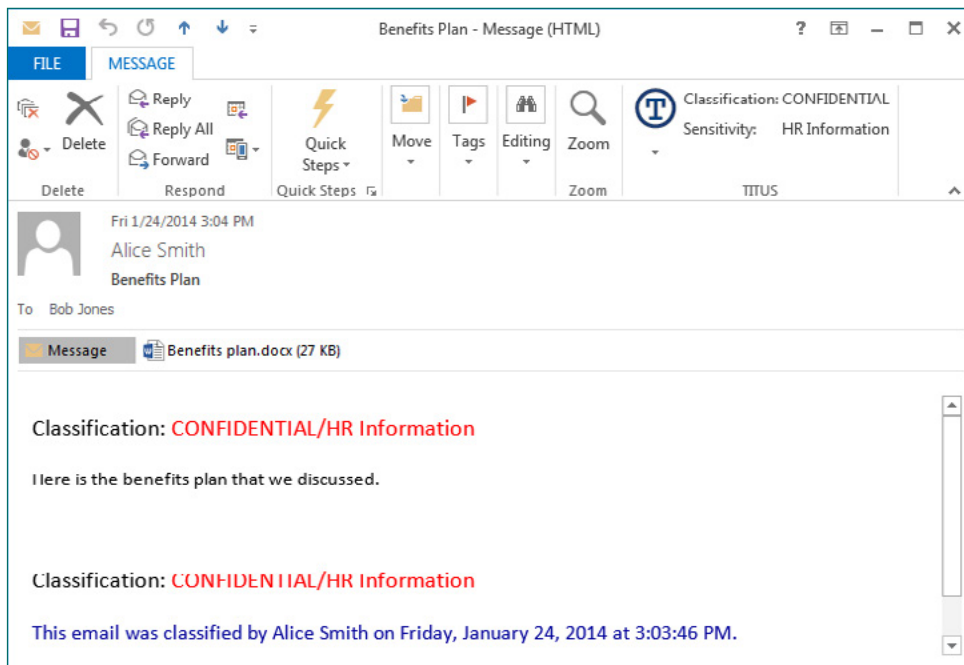 Benefits Plan - Message (HTML)
?
FILE MESSAGE
Delete
Reply
Reply All
Forward
Quick Steps
Move
Tags
Editing
Zoom
T
Classification: CONFIDENTIAL
Sensitivity: HR Information
Delete Respond Quick Steps Zoom TITUS
Fri 1/24/2014 3:04 PM
Alice Smith
Benefits Plan
To Bob Jones
Message Benefits plan.docx (27 KB)
Classification: CONFIDENTIAL/HR Information
Here is the benefits plan that we discussed.
Classification: CONFIDENTIAL/HR Information
This email was classified by Alice Smith on Friday, January 24, 2014 at 3:03:46 PM.